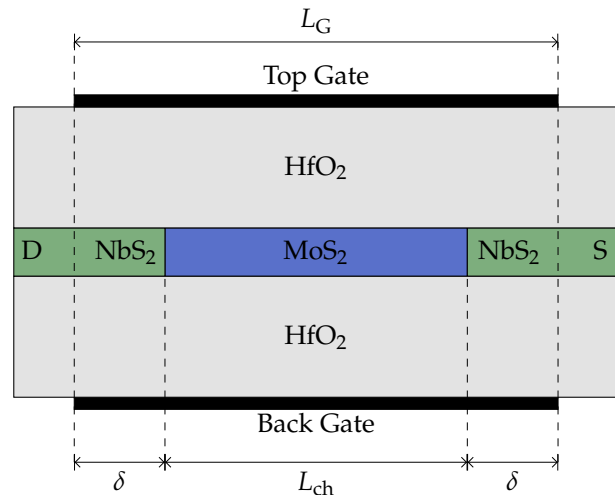 L_G
Top Gate
HfO₂
D NbS₂ MoS₂ NbS₂ S
HfO₂
Back Gate
δ L_ch δ